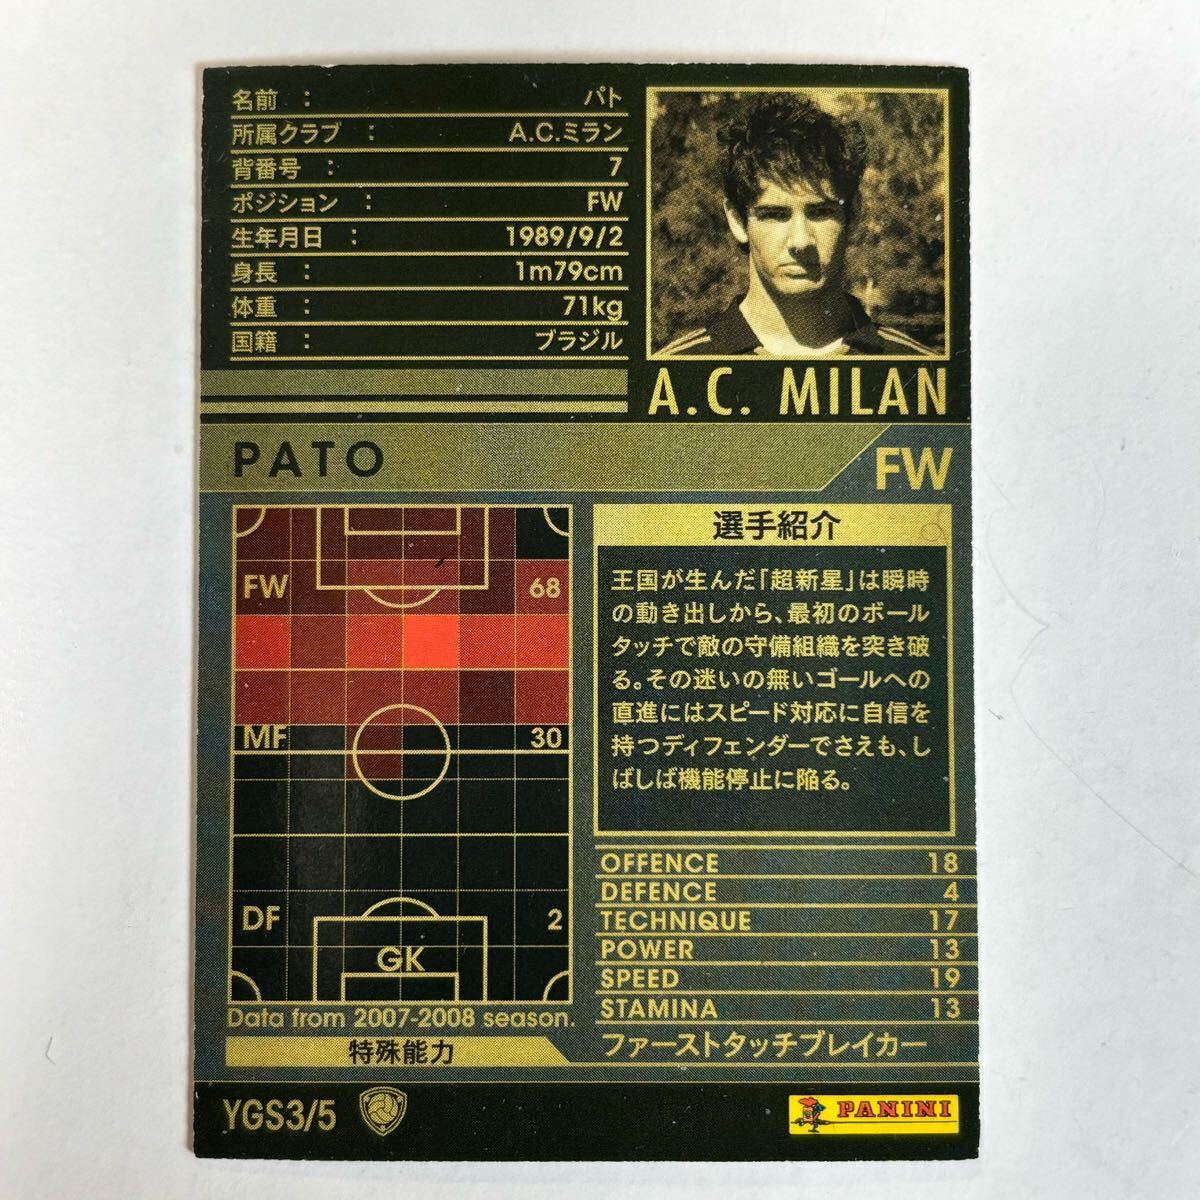 名前 : パト
所属クラブ : A.C.ミラン
背番号 : 7
ポジション : FW
生年月日 : 1989/9/2
身長 : 1m79cm
体重 : 71kg
国籍 : ブラジル
A.C. MILAN
PATO
FW
FW 68
MF 30
DF 2
GK
Data from 2007-2008 season.
選手紹介
王国が生んだ「超新星」は瞬時
の動き出しから、最初のボール
タッチで敵の守備組織を突き破
る。その迷いの無いゴールへの
直進にはスピード対応に自信を
持つディフェンダーでさえも、し
ばしば機能停止に陥る。
OFFENCE 18
DEFENCE 4
TECHNIQUE 17
POWER 13
SPEED 19
STAMINA 13
特殊能力 ファーストタッチブレイカー
YGS3/5
PANINI